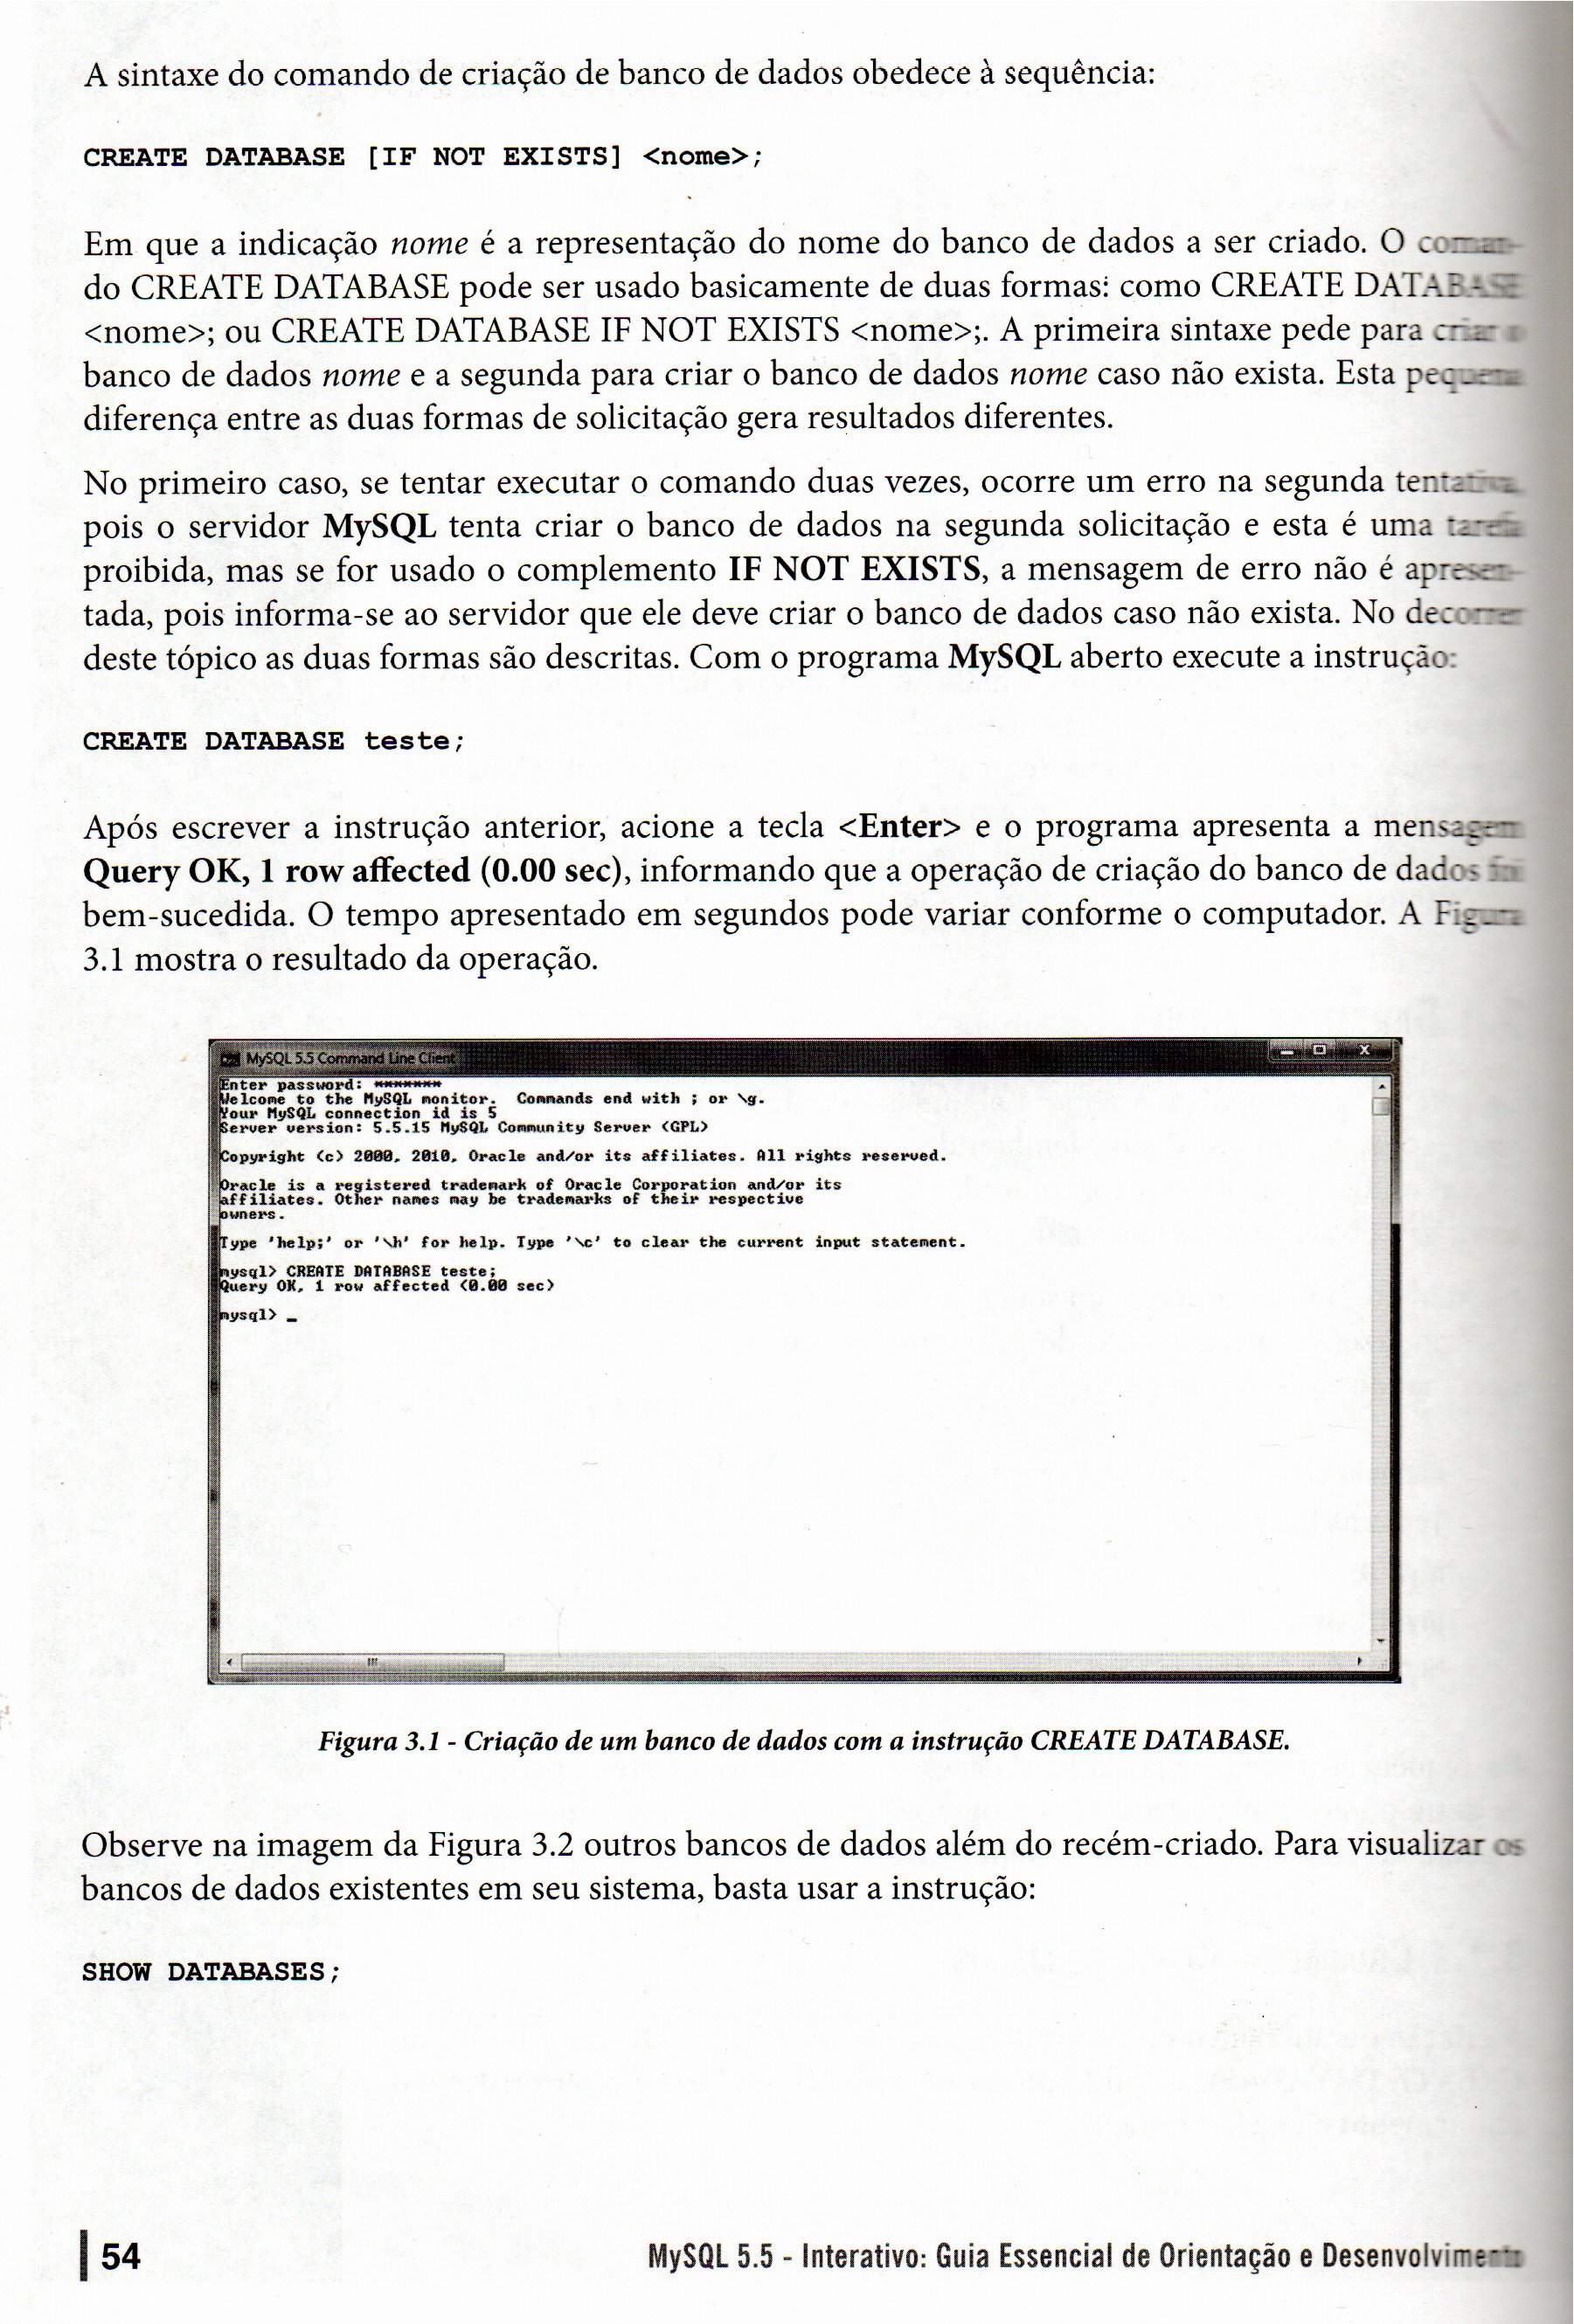 A sintaxe do comando de criação de banco de dados obedece à sequência:
CREATE DATABASE [IF NOT EXISTS] <nome>;
Em que a indicação nome é a representação do nome do banco de dados a ser criado. O coman-
do CREATE DATABASE pode ser usado basicamente de duas formas: como CREATE DATABASE
<nome>; ou CREATE DATABASE IF NOT EXISTS <nome>;. A primeira sintaxe pede para criar o
banco de dados nome e a segunda para criar o banco de dados nome caso não exista. Esta pequena
diferença entre as duas formas de solicitação gera resultados diferentes.
No primeiro caso, se tentar executar o comando duas vezes, ocorre um erro na segunda tentativa,
pois o servidor MySQL tenta criar o banco de dados na segunda solicitação e esta é uma tarefa
proibida, mas se for usado o complemento IF NOT EXISTS, a mensagem de erro não é apresen-
tada, pois informa-se ao servidor que ele deve criar o banco de dados caso não exista. No decorrer
deste tópico as duas formas são descritas. Com o programa MySQL aberto execute a instrução:
CREATE DATABASE teste;
Após escrever a instrução anterior, acione a tecla <Enter> e o programa apresenta a mensagem
Query OK, 1 row affected (0.00 sec), informando que a operação de criação do banco de dados foi
bem-sucedida. O tempo apresentado em segundos pode variar conforme o computador. A Figura
3.1 mostra o resultado da operação.
MySQL 5.5 Command Line Client
Enter password: *******
Welcome to the MySQL monitor.  Commands end with ; or \g.
Your MySQL connection id is 5
Server version: 5.5.15 MySQL Community Server (GPL)
Copyright (c) 2000, 2010, Oracle and/or its affiliates. All rights reserved.
Oracle is a registered trademark of Oracle Corporation and/or its
affiliates. Other names may be trademarks of their respective
owners.
Type 'help;' or '\h' for help. Type '\c' to clear the current input statement.
mysql> CREATE DATABASE teste;
Query OK, 1 row affected (0.00 sec)
mysql> _
Figura 3.1 - Criação de um banco de dados com a instrução CREATE DATABASE.
Observe na imagem da Figura 3.2 outros bancos de dados além do recém-criado. Para visualizar os
bancos de dados existentes em seu sistema, basta usar a instrução:
SHOW DATABASES;
54
MySQL 5.5 - Interativo: Guia Essencial de Orientação e Desenvolvimento